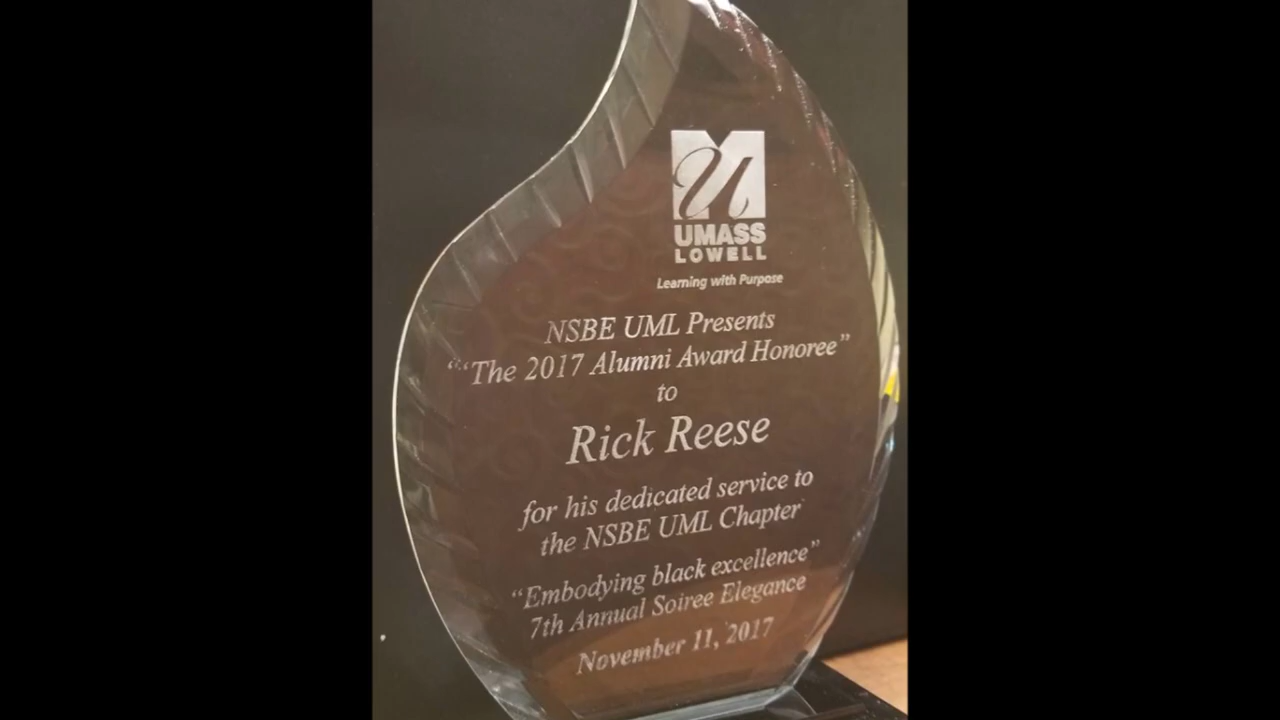 UMASS
LOWELL
Learning with Purpose
NSBE UML Presents
““The 2017 Alumni Award Honoree”
to
Rick Reese
for his dedicated service to
the NSBE UML Chapter
“Embodying black excellence”
7th Annual Soiree Elegance
November 11, 2017